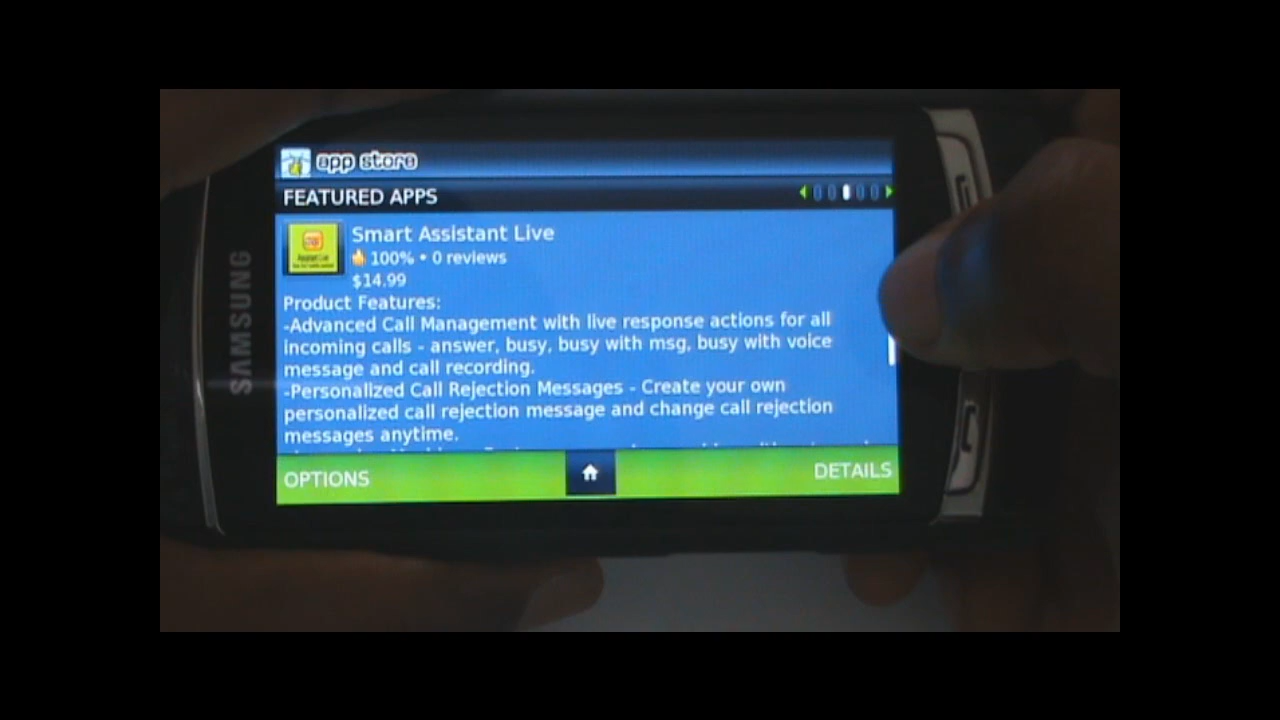 app store
FEATURED APPS
Smart Assistant Live
100% • 0 reviews
$14.99
Product Features:
-Advanced Call Management with live response actions for all
incoming calls - answer, busy, busy with msg, busy with voice
message and call recording.
-Personalized Call Rejection Messages - Create your own
personalized call rejection message and change call rejection
messages anytime.
OPTIONS
DETAILS
SAMSUNG